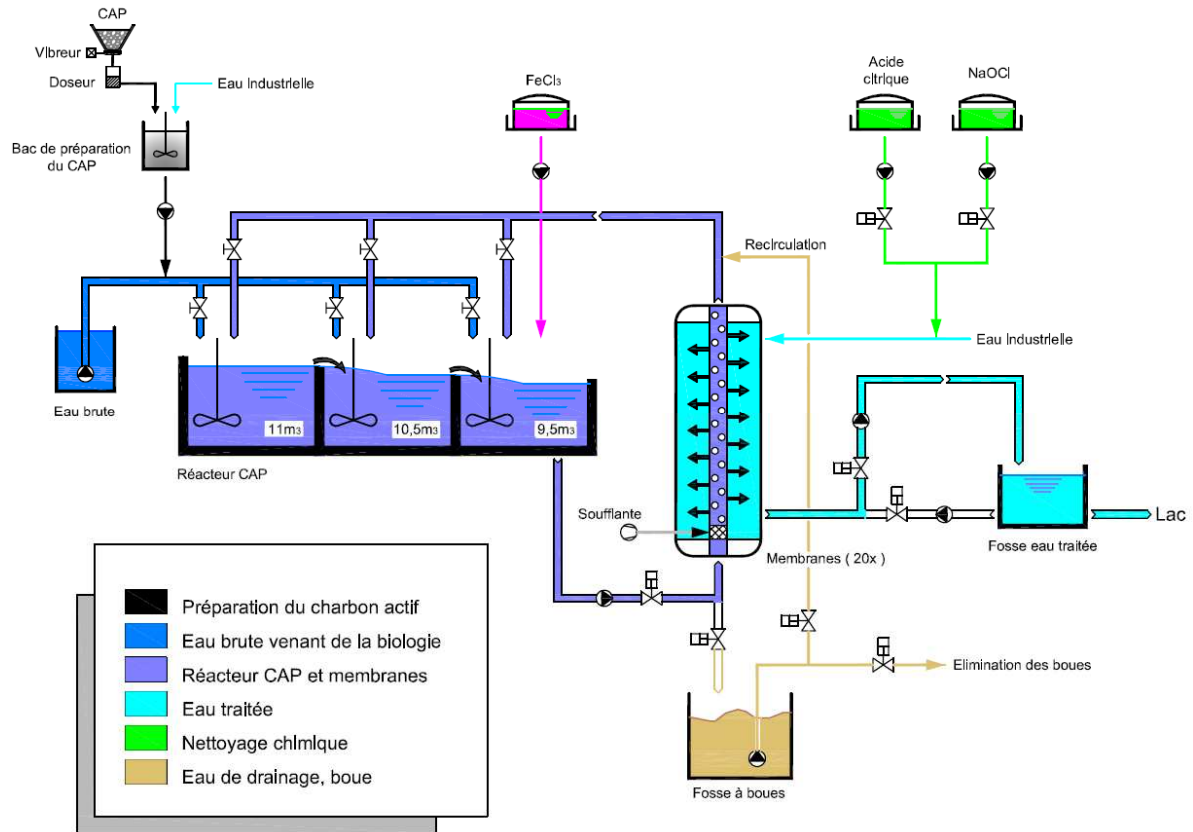 CAP
Vibreur
Doseur
Eau Industrielle
Bac de préparation
du CAP
FeCl₃
Acide
citrique
NaOCl
Recirculation
Eau Industrielle
Eau brute
11m₃
10,5m₃
9,5m₃
Réacteur CAP
Soufflante
Membranes ( 20x )
Fosse eau traitée
Lac
Elimination des boues
Fosse à boues
Préparation du charbon actif
Eau brute venant de la biologie
Réacteur CAP et membranes
Eau traitée
Nettoyage chimique
Eau de drainage, boue